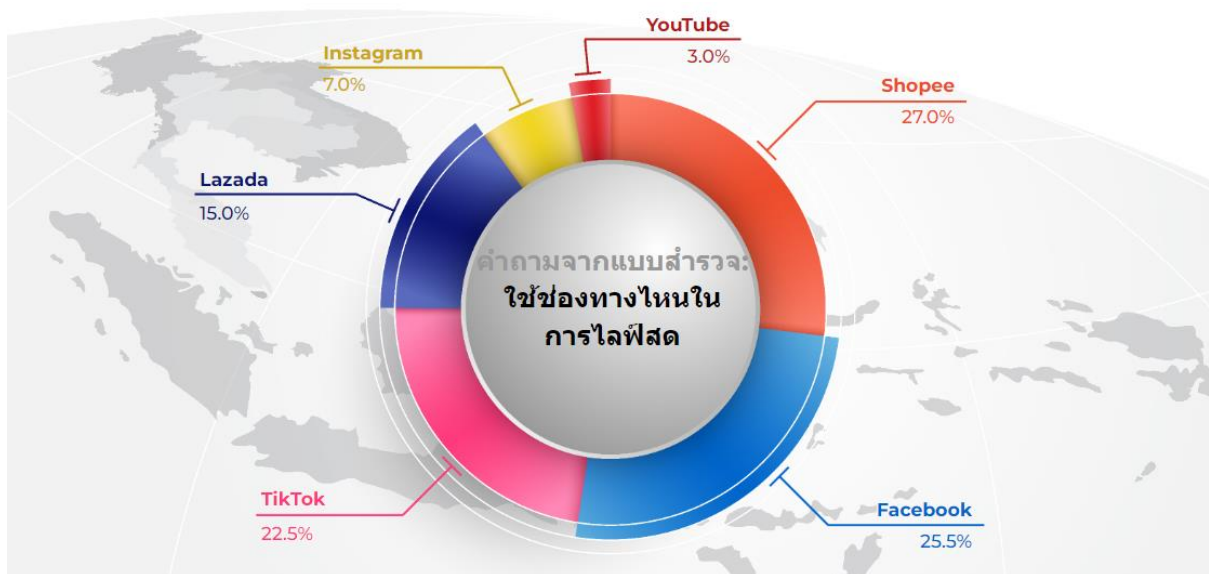 YouTube
3.0%
Instagram
7.0%
Shopee
27.0%
Lazada
15.0%
คำถามจากแบบสำรวจ:
ใช้ช่องทางไหนใน
การไลฟ์สด
TikTok
22.5%
Facebook
25.5%